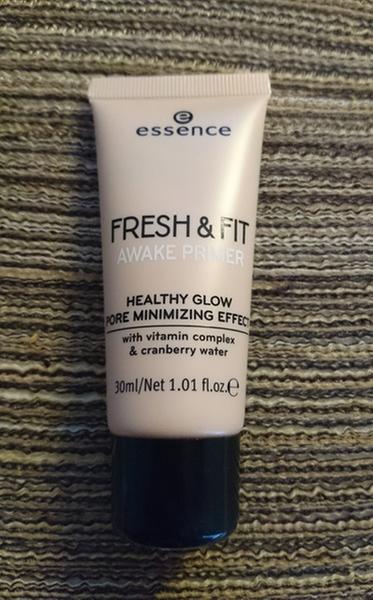 essence
FRESH & FIT
AWAKE PRIMER
HEALTHY GLOW
PORE MINIMIZING EFFECT
with vitamin complex
& cranberry water
30ml/Net 1.01 fl.oz.℮